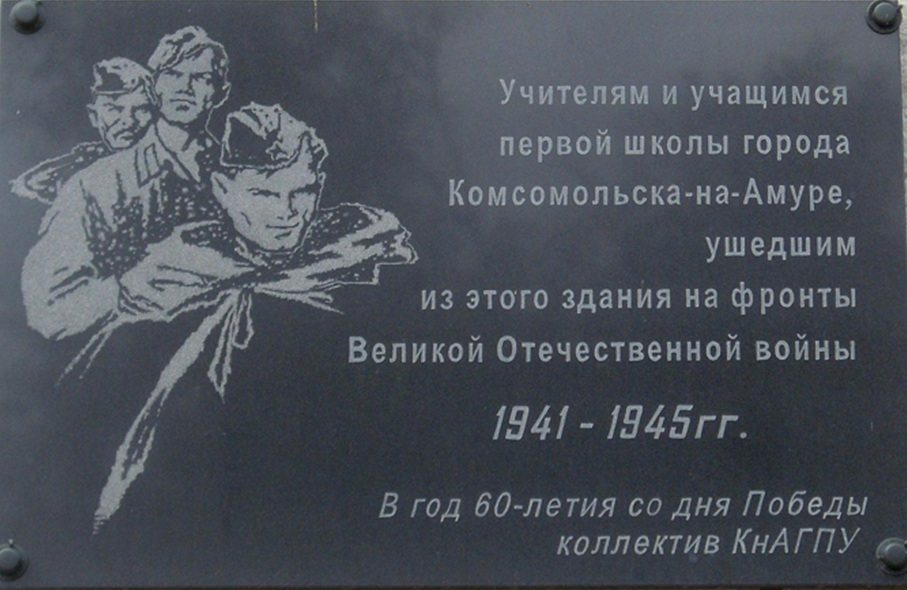 Учителям и учащимся
первой школы города
Комсомольска-на-Амуре,
ушедшим
из этого здания на фронты
Великой Отечественной войны
1941 - 1945гг.
В год 60-летия со дня Победы
коллектив КнАГПУ